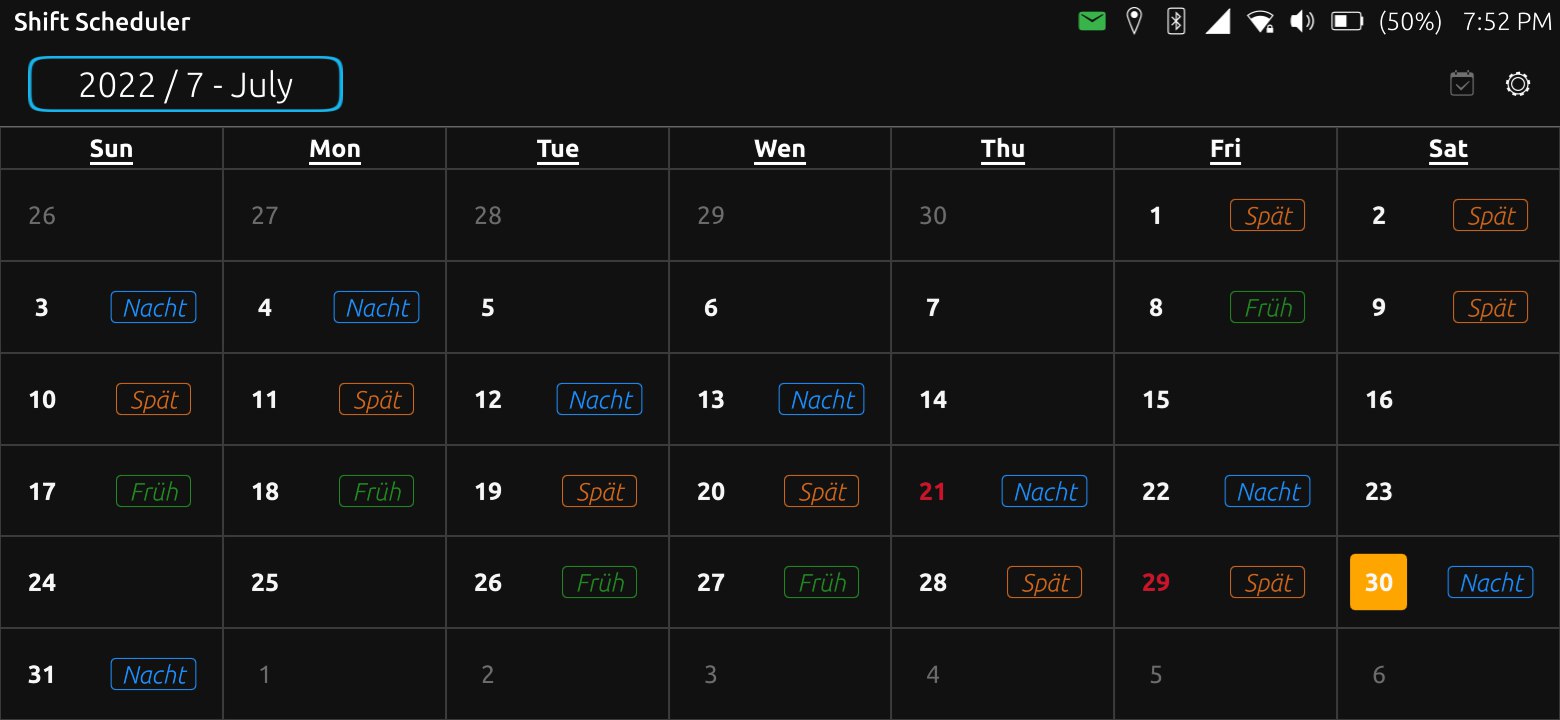 Shift Scheduler (50%) 7:52 PM
2022 / 7 - July
Sun Mon Tue Wen Thu Fri Sat
26 27 28 29 30 1 Spät 2 Spät
3 Nacht 4 Nacht 5 6 7 8 Früh 9 Spät
10 Spät 11 Spät 12 Nacht 13 Nacht 14 15 16
17 Früh 18 Früh 19 Spät 20 Spät 21 Nacht 22 Nacht 23
24 25 26 Früh 27 Früh 28 Spät 29 Spät 30 Nacht
31 Nacht 1 2 3 4 5 6